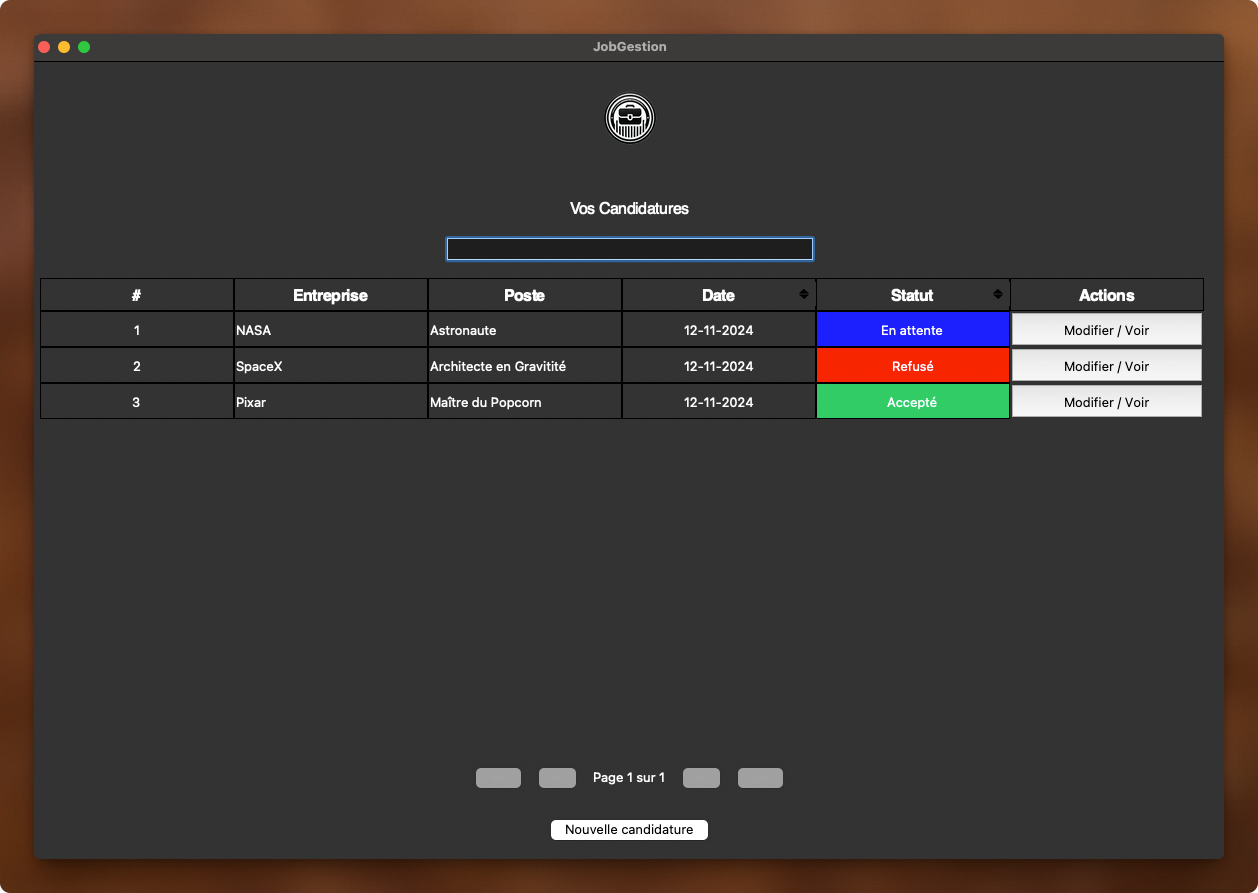 JobGestion
Vos Candidatures
# Entreprise Poste Date Statut Actions
1 NASA Astronaute 12-11-2024 En attente Modifier / Voir
2 SpaceX Architecte en Gravitité 12-11-2024 Refusé Modifier / Voir
3 Pixar Maître du Popcorn 12-11-2024 Accepté Modifier / Voir
Page 1 sur 1
Nouvelle candidature